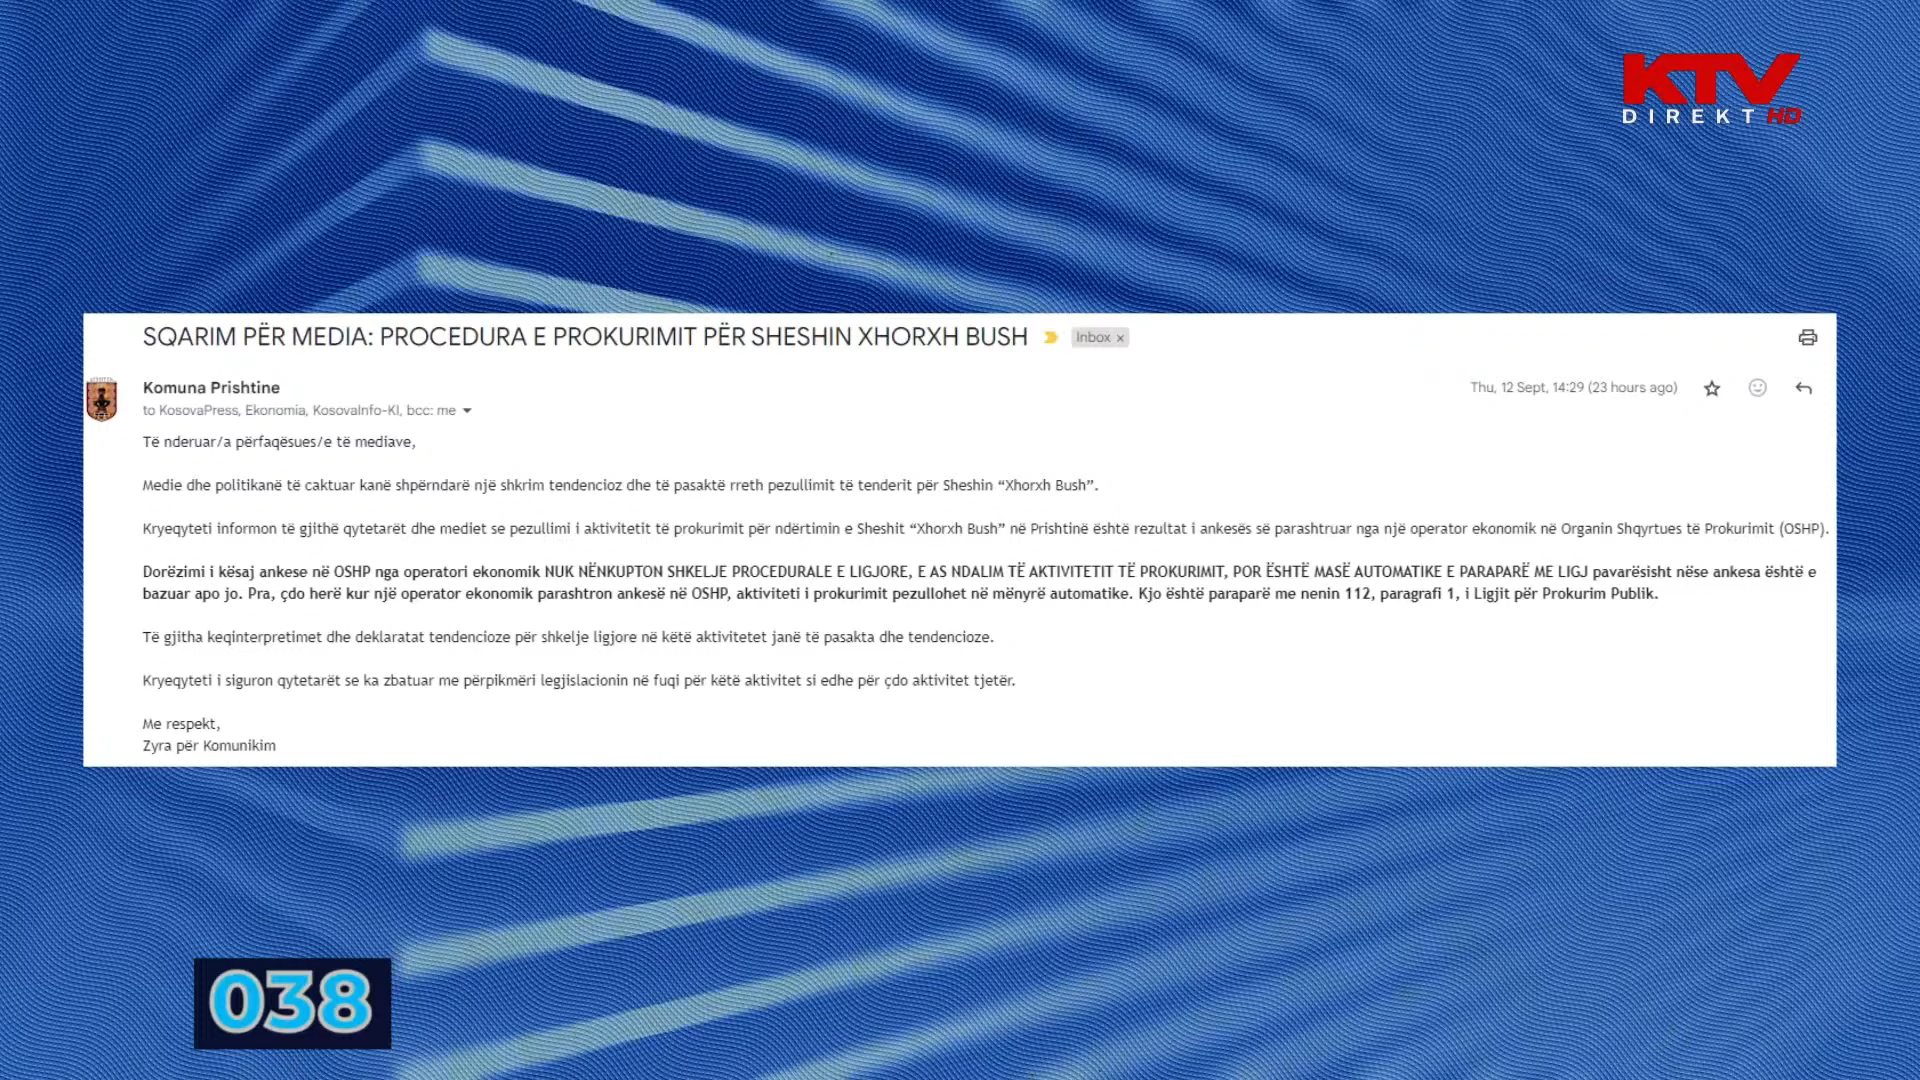 KTV
DIREKT HD
SQARIM PËR MEDIA: PROCEDURA E PROKURIMIT PËR SHESHIN XHORXH BUSH Inbox x
Komuna Prishtine
Thu, 12 Sept, 14:29 (23 hours ago)
to KosovaPress, Ekonomia, KosovaInfo-KI, bcc: me
Të nderuar/a përfaqësues/e të mediave,
Medie dhe politikanë të caktuar kanë shpërndarë një shkrim tendencioz dhe të pasaktë rreth pezullimit të tenderit për Sheshin “Xhorxh Bush”.
Kryeqyteti informon të gjithë qytetarët dhe mediet se pezullimi i aktivitetit të prokurimit për ndërtimin e Sheshit “Xhorxh Bush” në Prishtinë është rezultat i ankesës së parashtruar nga një operator ekonomik në Organin Shqyrtues të Prokurimit (OSHP).
Dorëzimi i kësaj ankese në OSHP nga operatori ekonomik NUK NËNKUPTON SHKELJE PROCEDURALE E LIGJORE, E AS NDALIM TË AKTIVITETIT TË PROKURIMIT, POR ËSHTË MASË AUTOMATIKE E PARAPARË ME LIGJ pavarësisht nëse ankesa është e
bazuar apo jo. Pra, çdo herë kur një operator ekonomik parashtron ankesë në OSHP, aktiviteti i prokurimit pezullohet në mënyrë automatike. Kjo është paraparë me nenin 112, paragrafi 1, i Ligjit për Prokurim Publik.
Të gjitha keqinterpretimet dhe deklaratat tendencioze për shkelje ligjore në këtë aktivitetet janë të pasakta dhe tendencioze.
Kryeqyteti i siguron qytetarët se ka zbatuar me përpikmëri legjislacionin në fuqi për këtë aktivitet si edhe për çdo aktivitet tjetër.
Me respekt,
Zyra për Komunikim
038